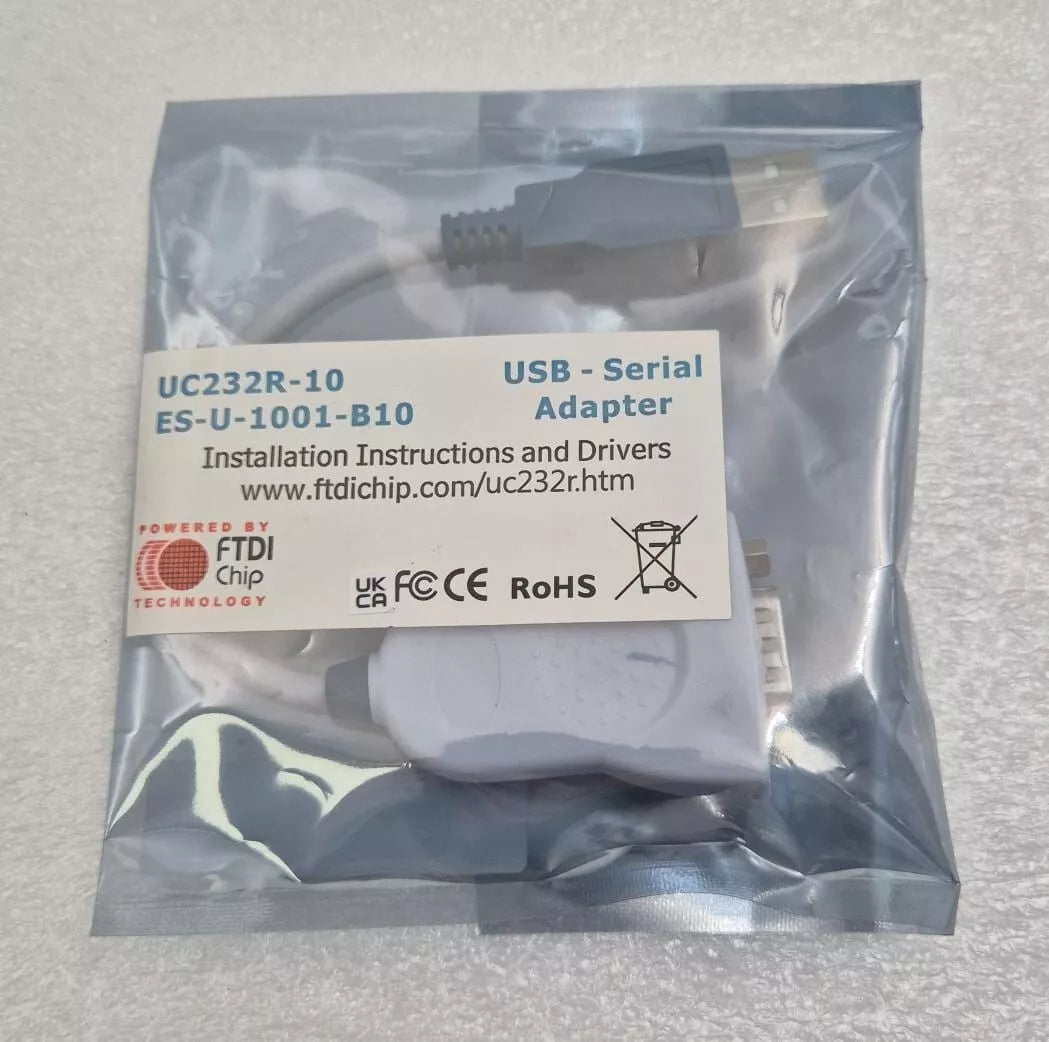 UC232R-10
ES-U-1001-B10
USB - Serial
Adapter
Installation Instructions and Drivers
www.ftdichip.com/uc232r.htm
POWERED BY
FTDI
Chip
TECHNOLOGY
UK
CA
FC CE RoHS